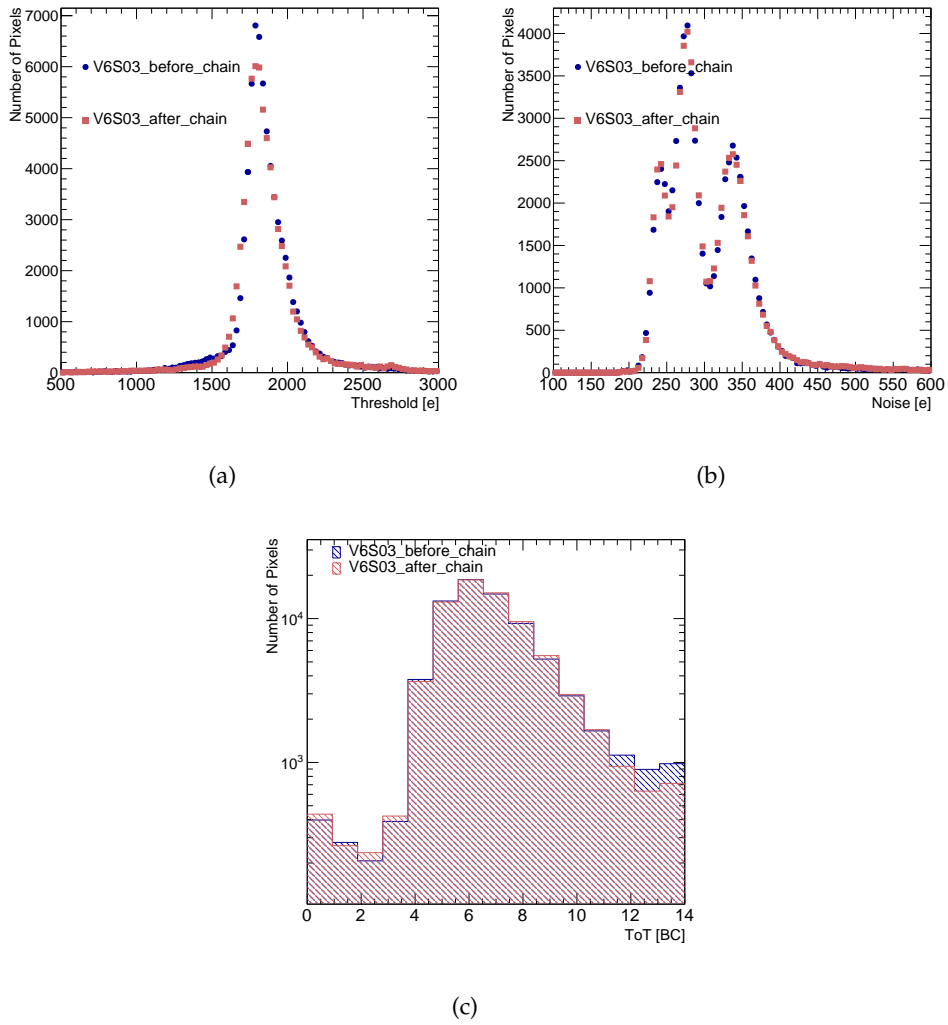 Number of Pixels
7000
6000
5000
4000
3000
2000
1000
0
V6S03_before_chain
V6S03_after_chain
500 1000 1500 2000 2500 3000
Threshold [e]
(a)
Number of Pixels
4000
3500
3000
2500
2000
1500
1000
500
0
V6S03_before_chain
V6S03_after_chain
100 150 200 250 300 350 400 450 500 550 600
Noise [e]
(b)
Number of Pixels
10⁴
10³
V6S03_before_chain
V6S03_after_chain
0 2 4 6 8 10 12 14
ToT [BC]
(c)